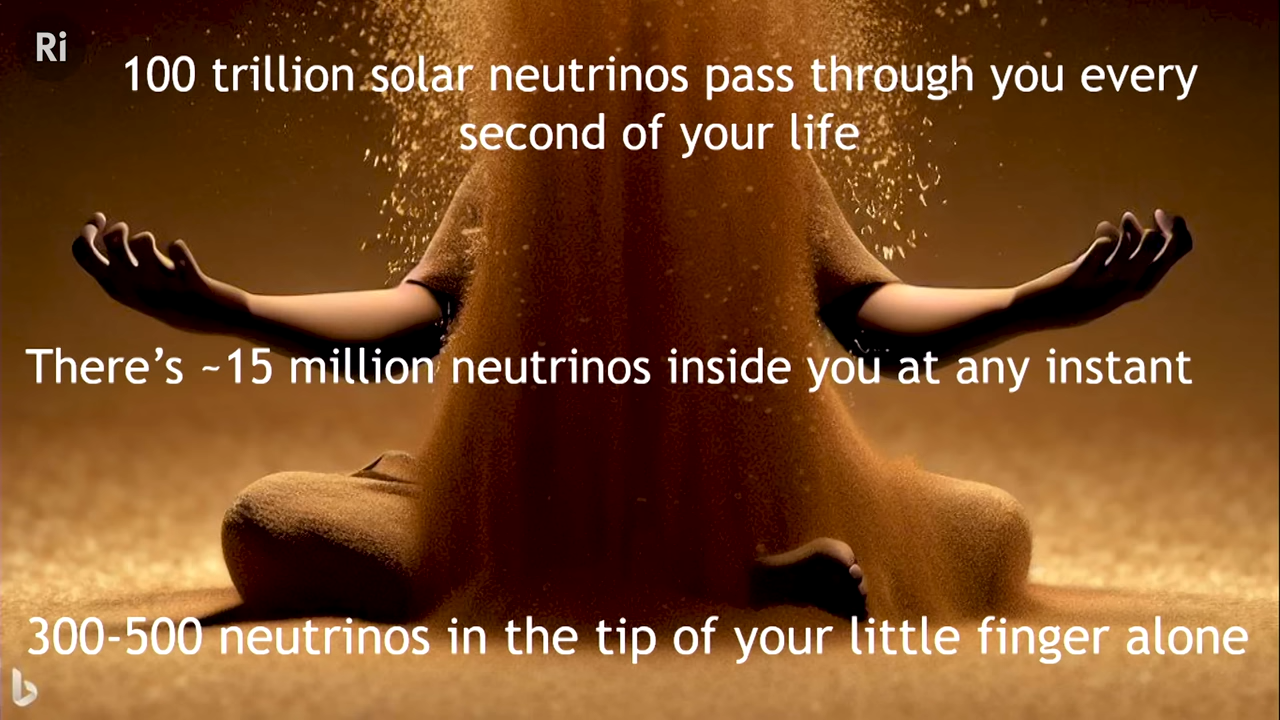 Ri
100 trillion solar neutrinos pass through you every
second of your life
There’s ~15 million neutrinos inside you at any instant
300-500 neutrinos in the tip of your little finger alone